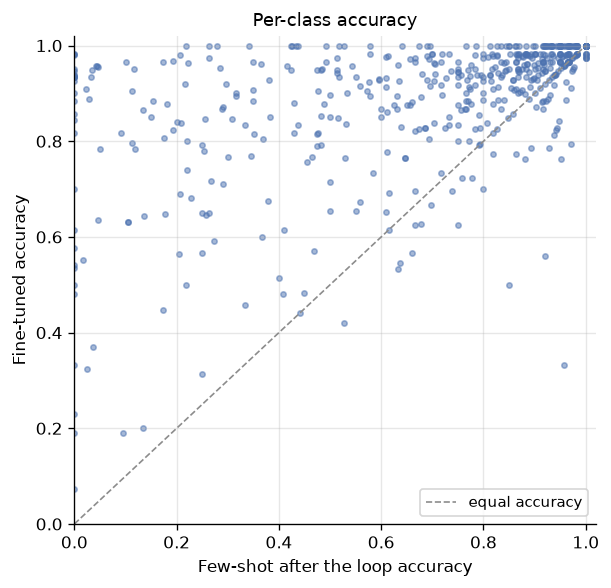 Per-class accuracy
1.0
0.8
0.6
0.4
0.2
0.0
Fine-tuned accuracy
equal accuracy
0.0 0.2 0.4 0.6 0.8 1.0
Few-shot after the loop accuracy